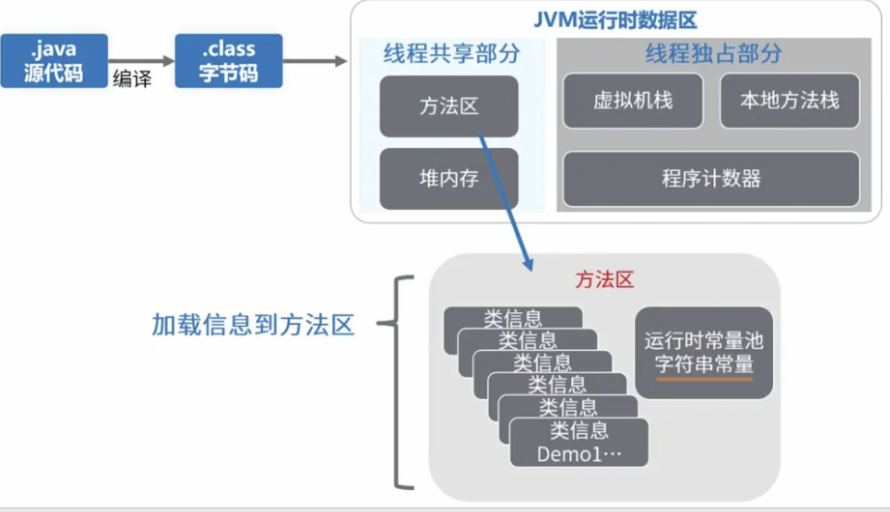 JVM运行时数据区
.java
源代码
编译
.class
字节码
线程共享部分
线程独占部分
方法区
虚拟机栈
本地方法栈
堆内存
程序计数器
加载信息到方法区
方法区
类信息
类信息
类信息
类信息
类信息
类信息
Demo1…
运行时常量池
字符串常量